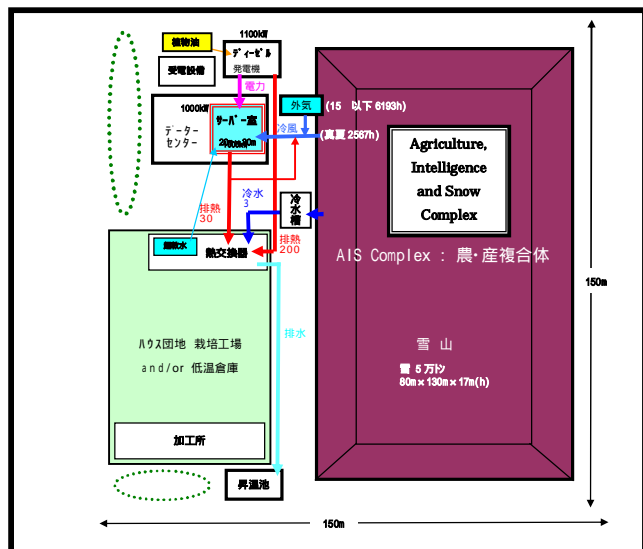 1100kW
植物油
ディーゼル
発電機
受電設備
電力
1000kW
サーバー室
データー
センター
外気
(15 以下 6193h)
冷風
(真夏 2567h)
Agriculture,
Intelligence
and Snow
Complex
冷水
3
冷水槽
排熱
30
排熱
200
熱交換器
AIS Complex : 農・産複合体
150m
排水
ハウス団地 栽培工場
and/or 低温倉庫
雪 山
雪 5 万トン
80m×130m×17m(h)
加工所
昇温池
150m